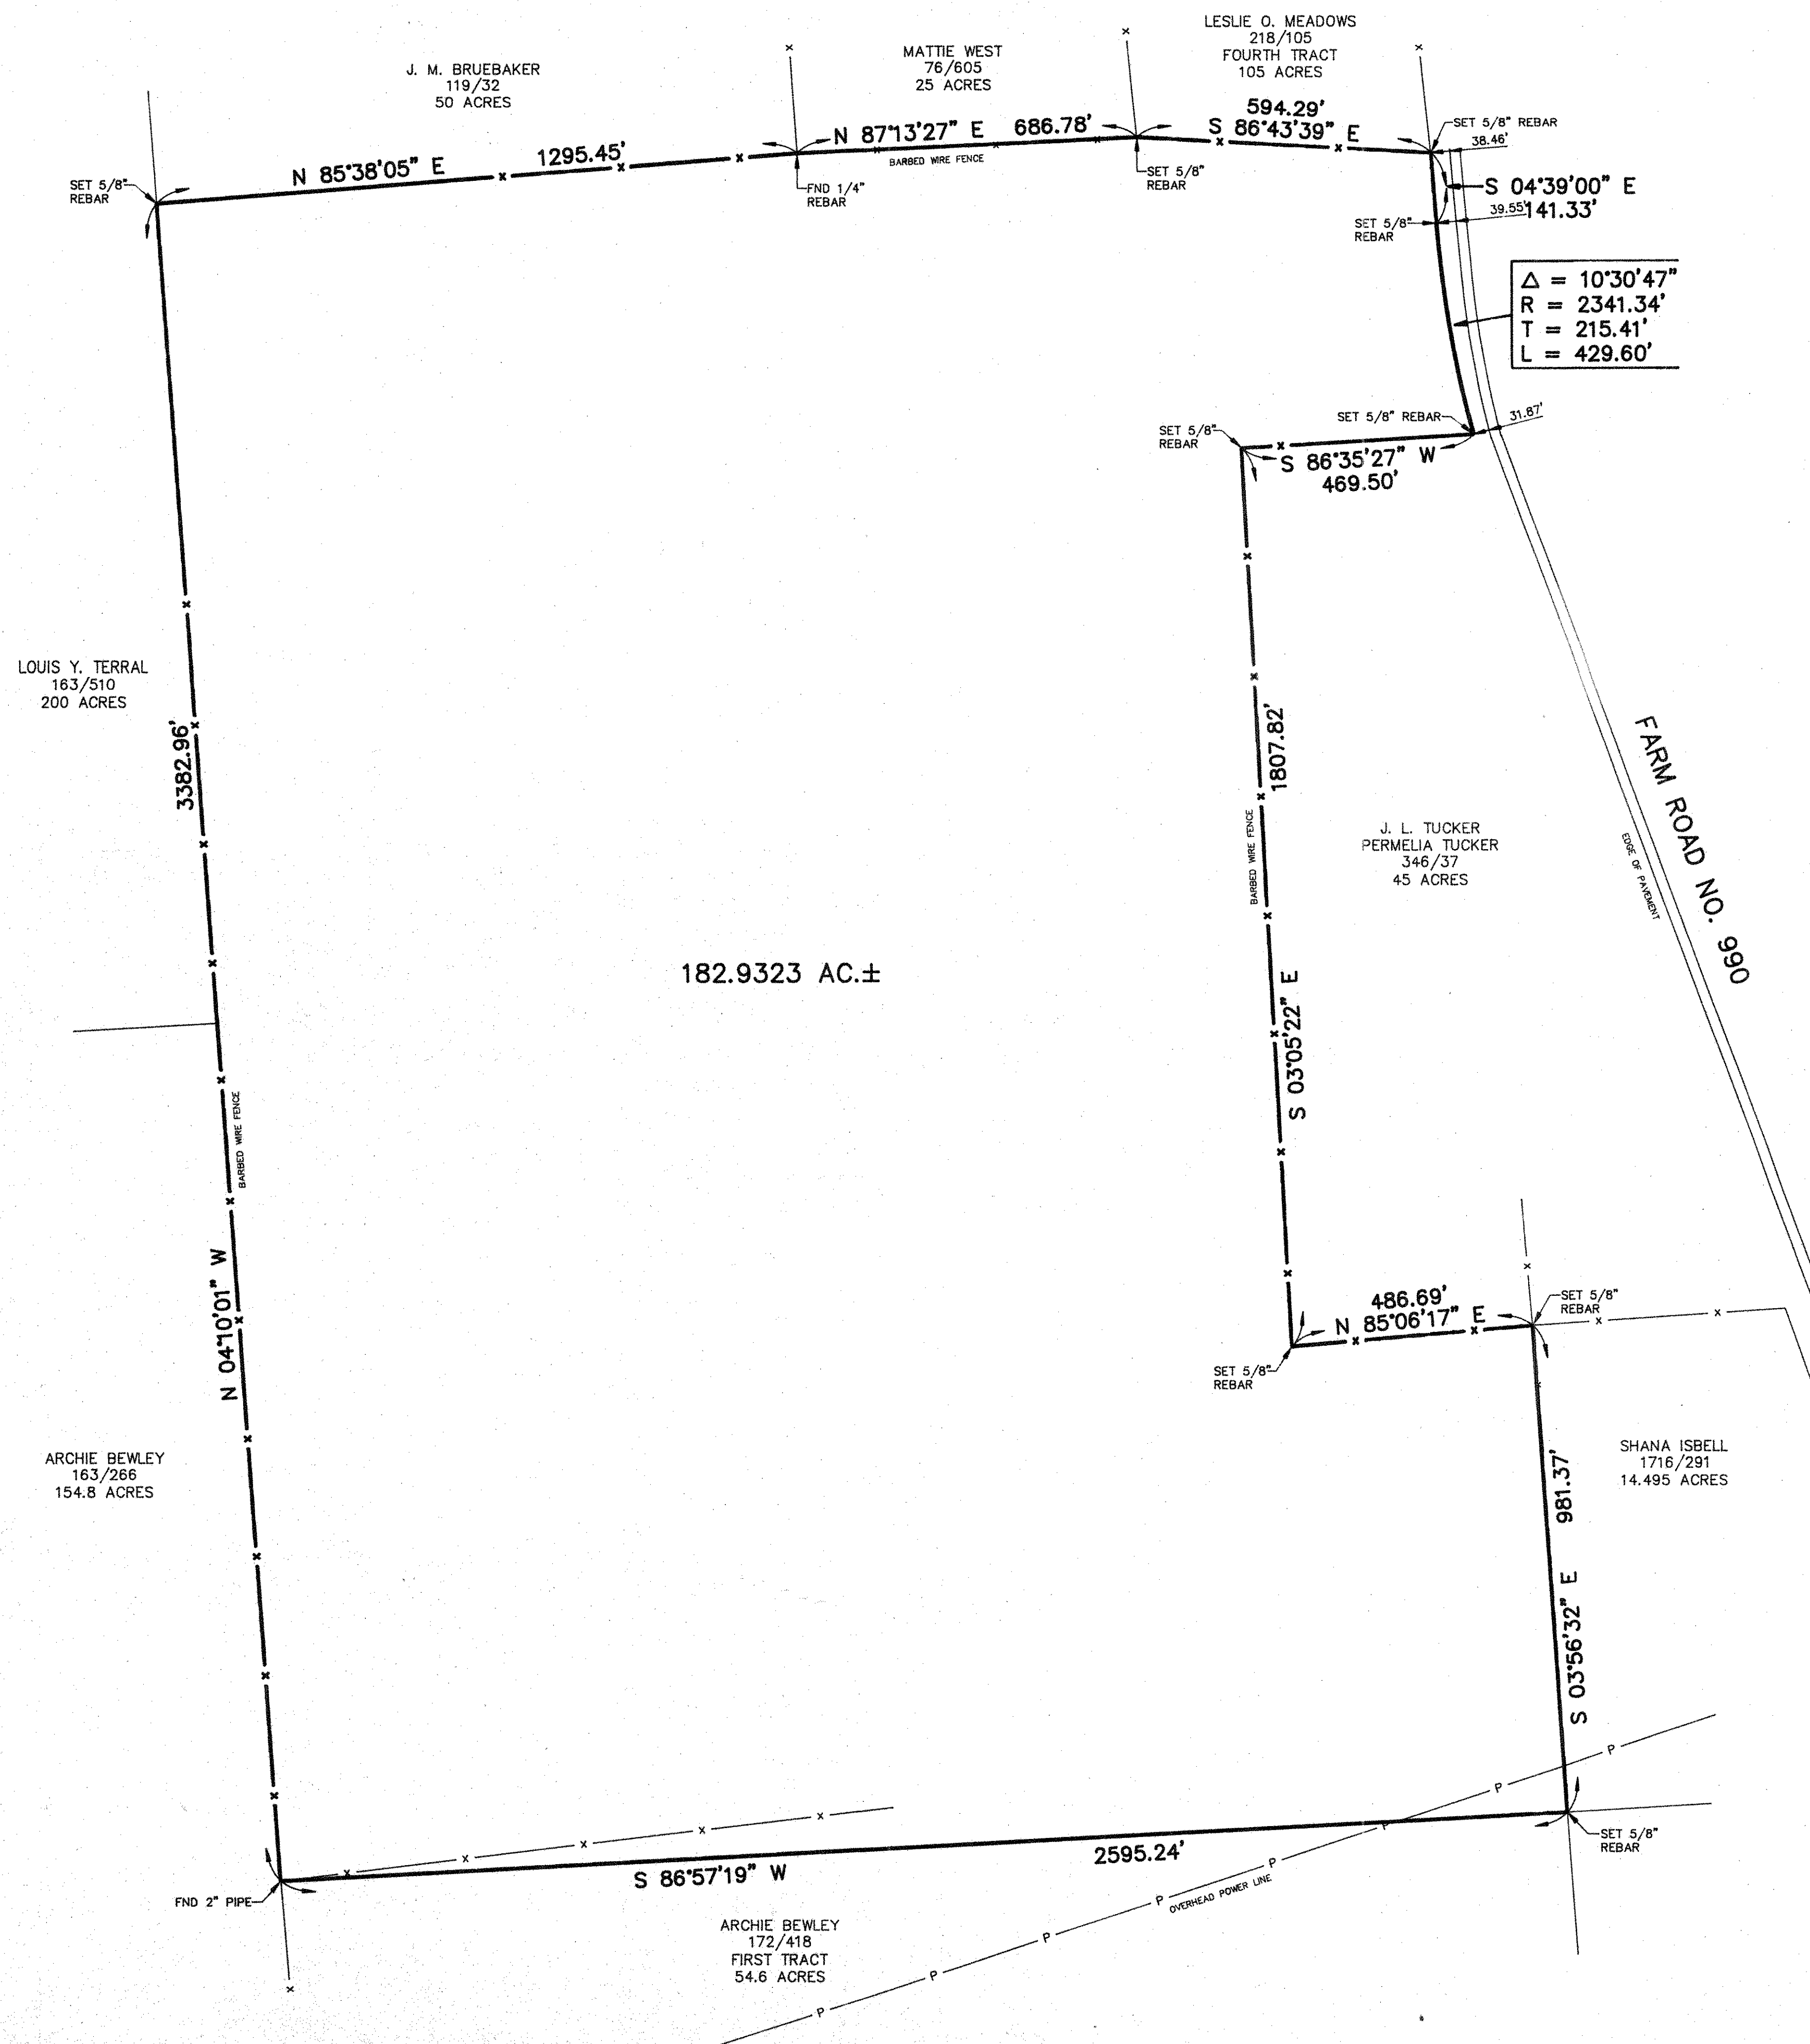 LESLIE O. MEADOWS
218/105
FOURTH TRACT
105 ACRES
MATTIE WEST
76/605
25 ACRES
J. M. BRUEBAKER
119/32
50 ACRES
594.29'
S 86°43'39" E
N 87°13'27" E 686.78'
BARBED WIRE FENCE
N 85°38'05" E 1295.45'
SET 5/8"
REBAR
FND 1/4"
REBAR
SET 5/8"
REBAR
SET 5/8" REBAR
38.46'
S 04°39'00" E
141.33'
39.55'
SET 5/8"
REBAR
Δ = 10°30'47"
R = 2341.34'
T = 215.41'
L = 429.60'
SET 5/8" REBAR
31.87'
SET 5/8"
REBAR
S 86°35'27" W
469.50'
LOUIS Y. TERRAL
163/510
200 ACRES
3382.96'
1807.82'
BARBED WIRE FENCE
J. L. TUCKER
PERMELIA TUCKER
346/37
45 ACRES
FARM ROAD NO. 990
EDGE OF PAVEMENT
182.9323 AC.±
S 03°05'22" E
BARBED WIRE FENCE
N 04°10'01" W
486.69'
N 85°06'17" E
SET 5/8"
REBAR
SET 5/8"
REBAR
ARCHIE BEWLEY
163/266
154.8 ACRES
SHANA ISBELL
1716/291
14.495 ACRES
981.37'
S 03°56'32" E
SET 5/8"
REBAR
2595.24'
S 86°57'19" W
FND 2" PIPE
OVERHEAD POWER LINE
ARCHIE BEWLEY
172/418
FIRST TRACT
54.6 ACRES